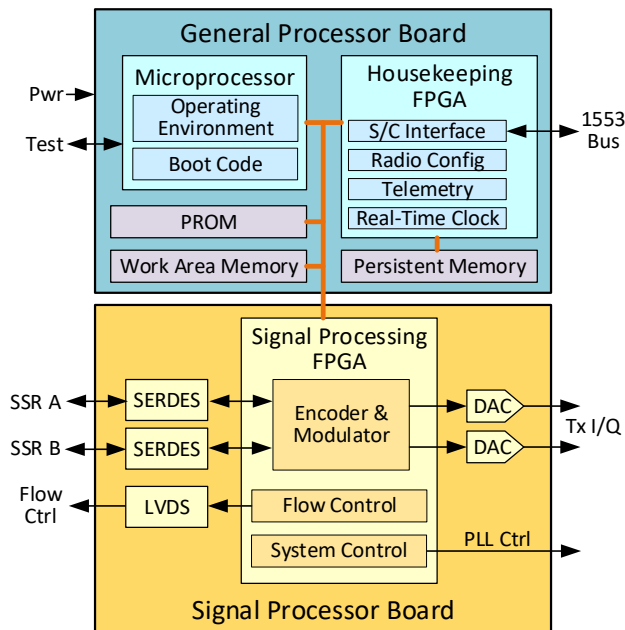 General Processor Board
Microprocessor
Operating
Environment
Boot Code
PROM
Work Area Memory
Housekeeping
FPGA
S/C Interface
Radio Config
Telemetry
Real-Time Clock
Persistent Memory
Pwr
Test
1553
Bus
Signal Processing
FPGA
Encoder &
Modulator
Flow Control
System Control
SSR A
SERDES
SSR B
SERDES
Flow
Ctrl
LVDS
DAC
DAC
Tx I/Q
PLL Ctrl
Signal Processor Board